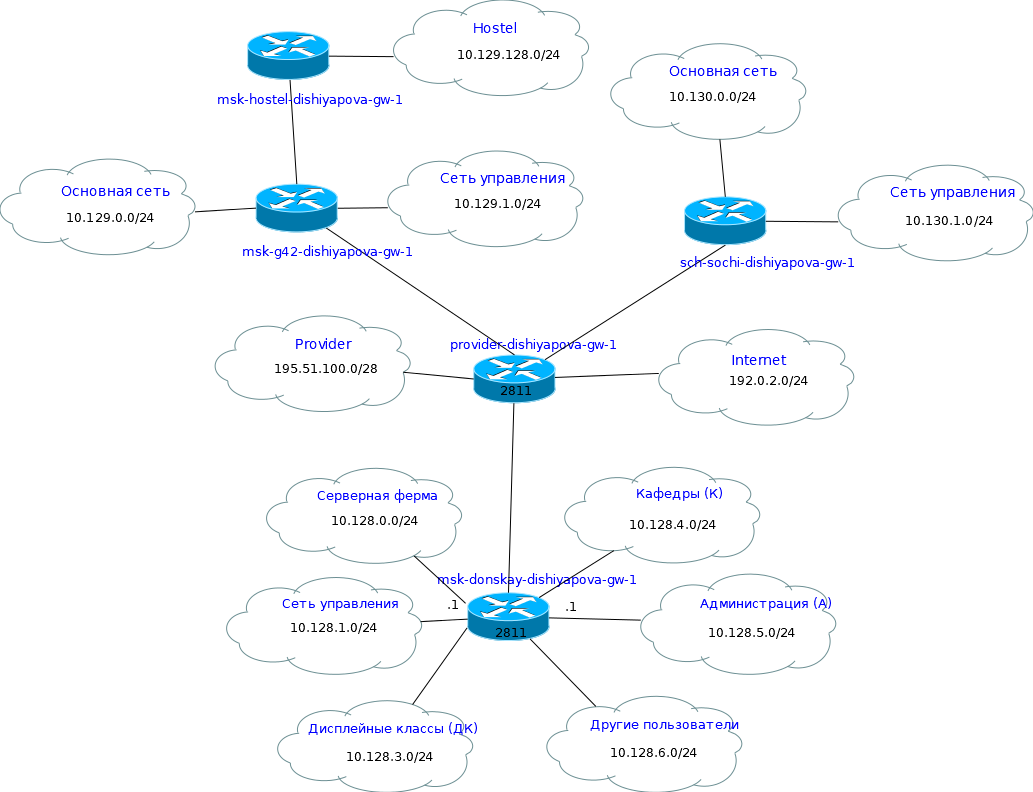 Hostel
10.129.128.0/24
msk-hostel-dishiyapova-gw-1
Основная сеть
10.130.0.0/24
Основная сеть
10.129.0.0/24
Сеть управления
10.129.1.0/24
msk-g42-dishiyapova-gw-1
Сеть управления
10.130.1.0/24
sch-sochi-dishiyapova-gw-1
Provider
195.51.100.0/28
provider-dishiyapova-gw-1
2811
Internet
192.0.2.0/24
Серверная ферма
10.128.0.0/24
Кафедры (К)
10.128.4.0/24
msk-donskay-dishiyapova-gw-1
Сеть управления
10.128.1.0/24
.1
.1
2811
Администрация (А)
10.128.5.0/24
Дисплейные классы (ДК)
10.128.3.0/24
Другие пользователи
10.128.6.0/24